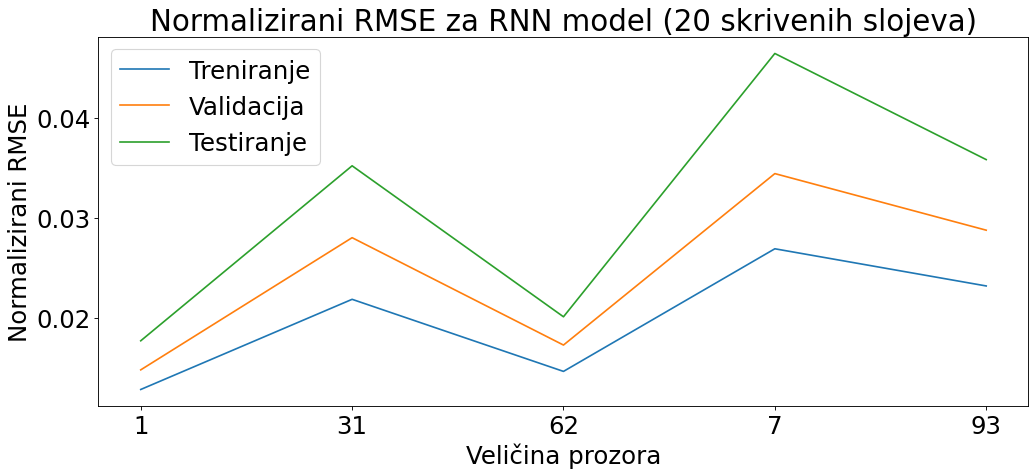 Normalizirani RMSE za RNN model (20 skrivenih slojeva)
Treniranje
Validacija
Testiranje
Normalizirani RMSE
0.04
0.03
0.02
1 31 62 7 93
Veličina prozora